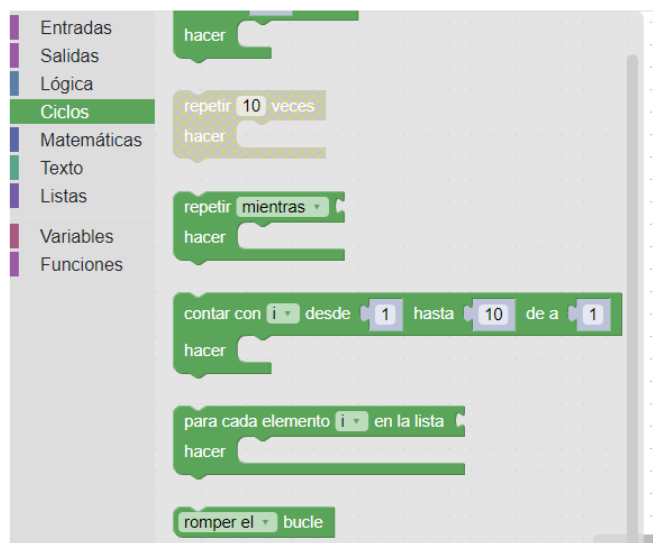 Entradas
Salidas
Lógica
Ciclos
Matemáticas
Texto
Listas
Variables
Funciones
hacer
repetir 10 veces
hacer
repetir mientras
hacer
contar con i desde 1 hasta 10 de a 1
hacer
para cada elemento i en la lista
hacer
romper el bucle